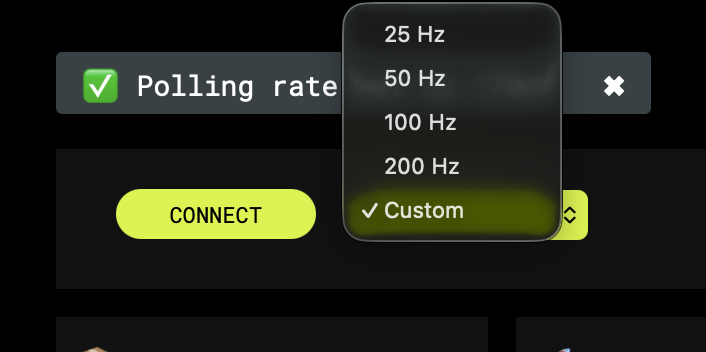 25 Hz
50 Hz
✅ Polling rate ✖
100 Hz
200 Hz
CONNECT
✓ Custom